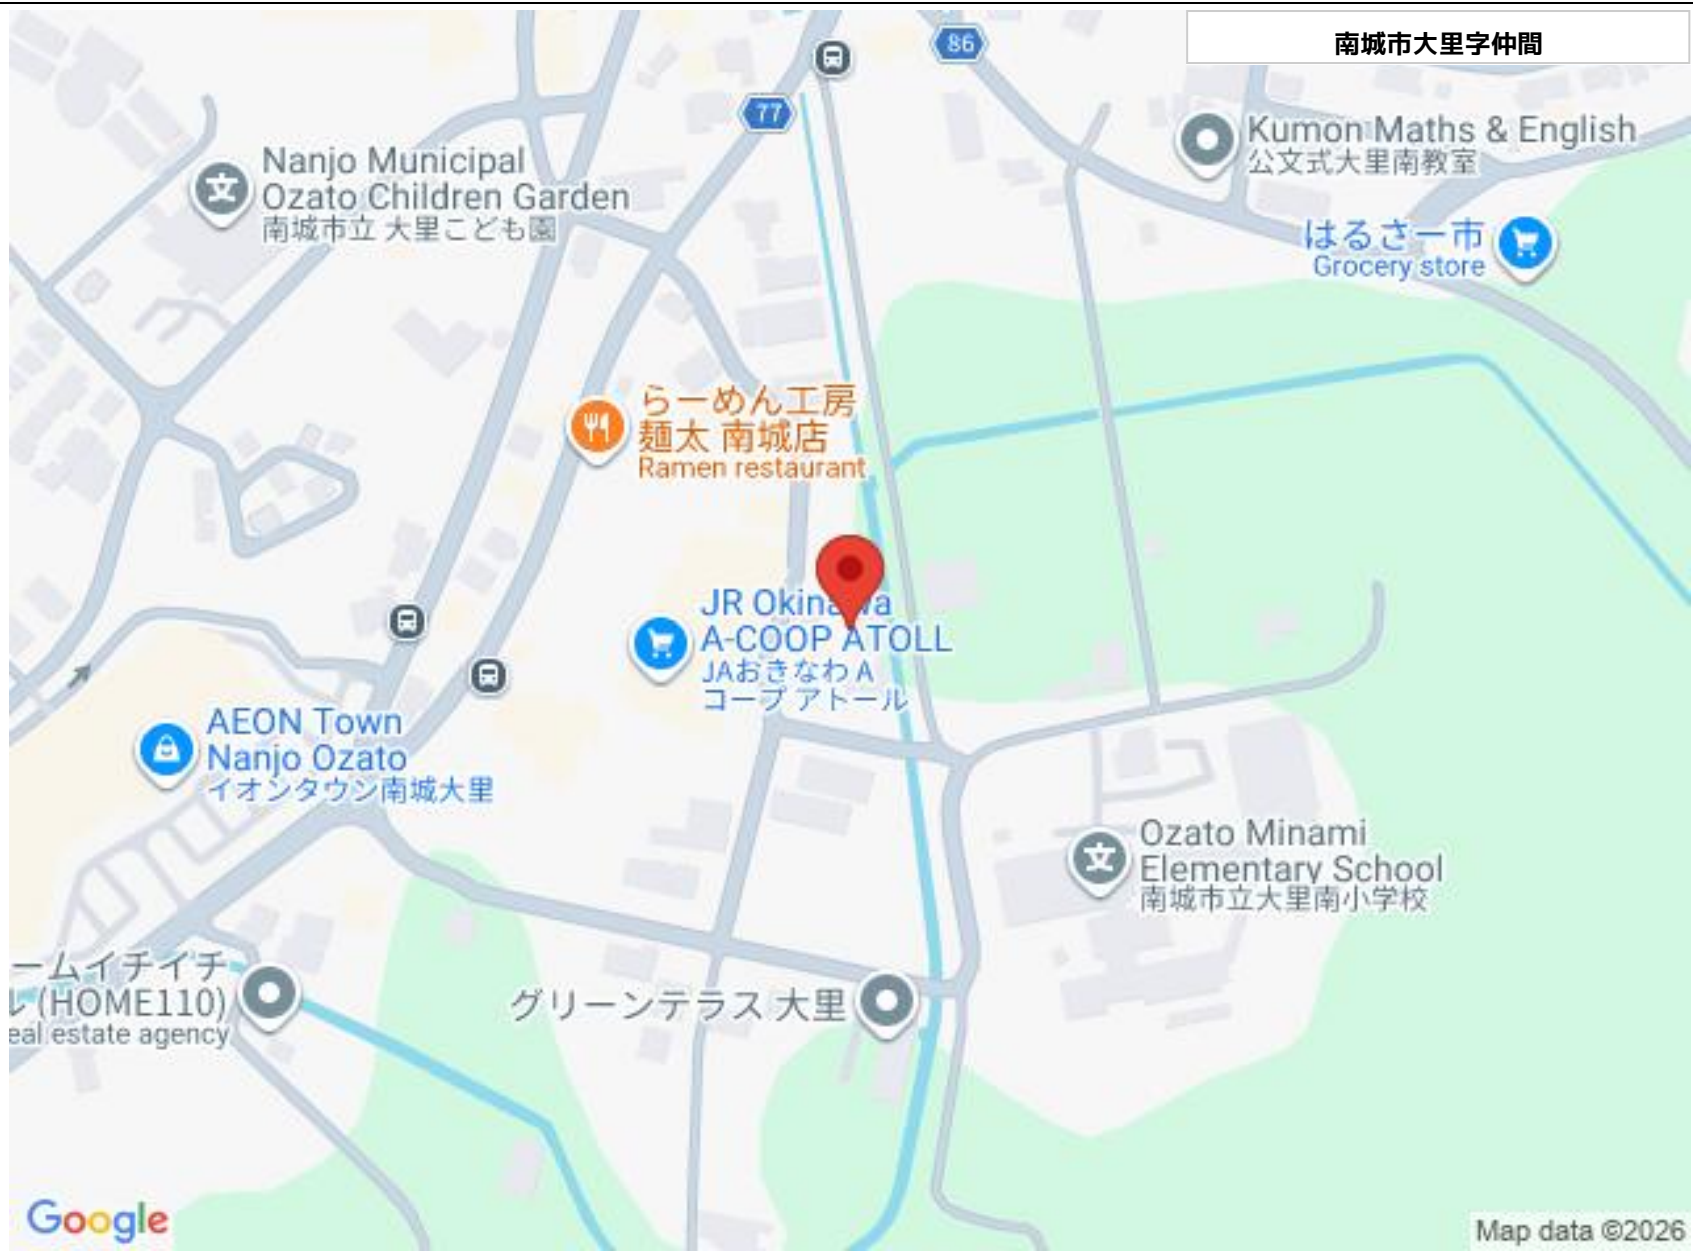 南城市大里字仲間
86
77
Kumon Maths & English
公文式大里南教室
Nanjo Municipal
Ozato Children Garden
南城市立 大里こども園
はるさー市
Grocery store
らーめん工房
麺太 南城店
Ramen restaurant
JR Okinawa
A-COOP ATOLL
JAおきなわ A
コープ アトール
AEON Town
Nanjo Ozato
イオンタウン南城大里
Ozato Minami
Elementary School
南城市立大里南小学校
ームイチイチ
ル (HOME110)
eal estate agency
グリーンテラス 大里
Google
Map data ©2026